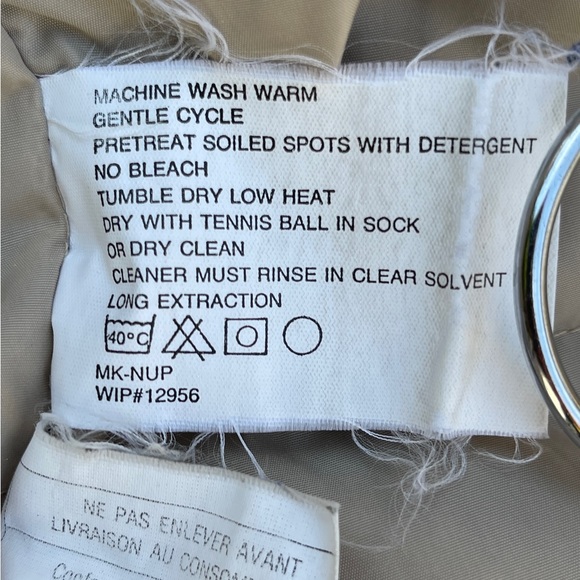 MACHINE WASH WARM
GENTLE CYCLE
PRETREAT SOILED SPOTS WITH DETERGENT
NO BLEACH
TUMBLE DRY LOW HEAT
DRY WITH TENNIS BALL IN SOCK
OR DRY CLEAN
CLEANER MUST RINSE IN CLEAR SOLVENT
LONG EXTRACTION
40°C
MK-NUP
WIP#12956
NE PAS ENLEVER AVANT
LIVRAISON AU